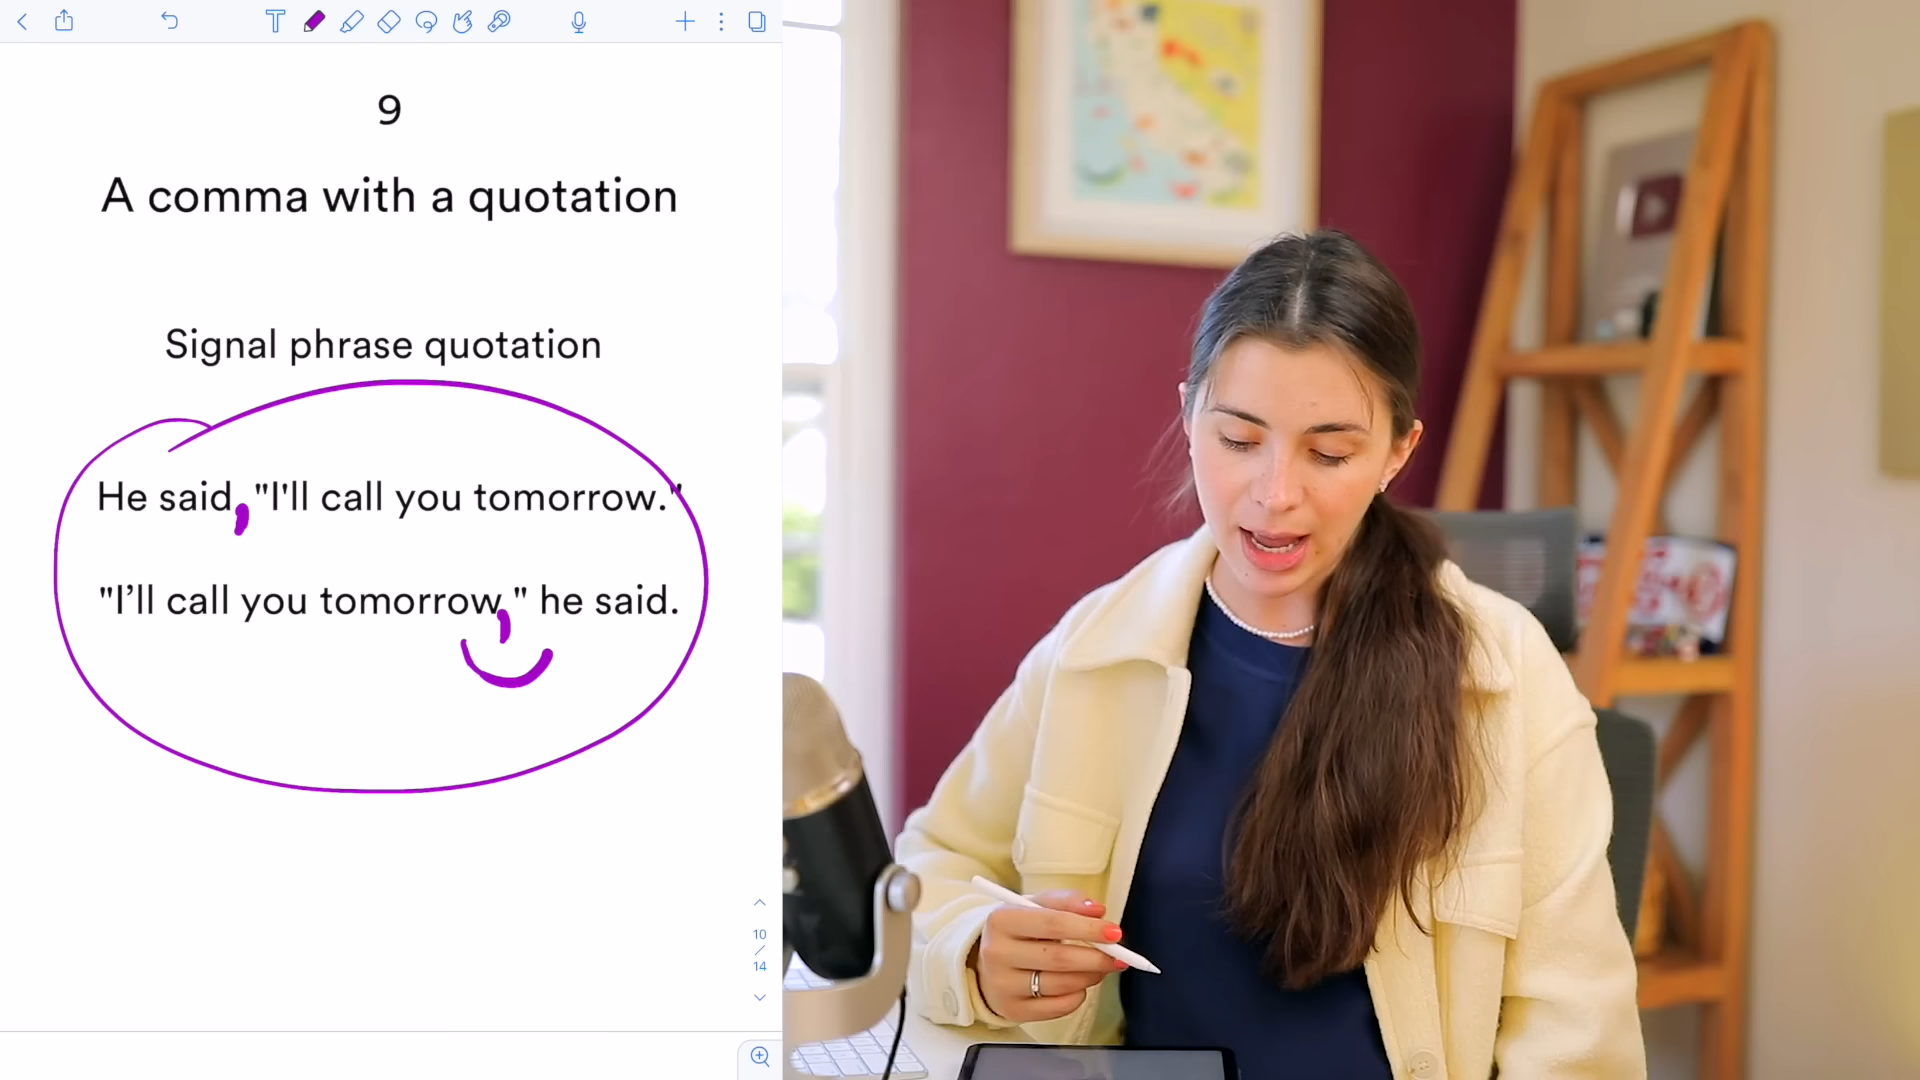 9
A comma with a quotation
Signal phrase quotation
He said, "I'll call you tomorrow."
"I’ll call you tomorrow," he said.
10
/
14